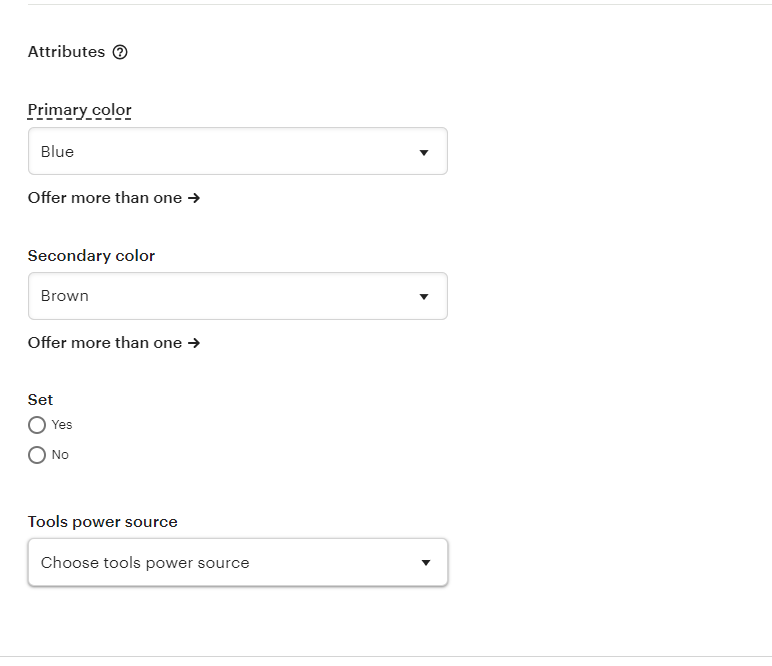 Attributes ?
Primary color
Blue
Offer more than one →
Secondary color
Brown
Offer more than one →
Set
Yes
No
Tools power source
Choose tools power source